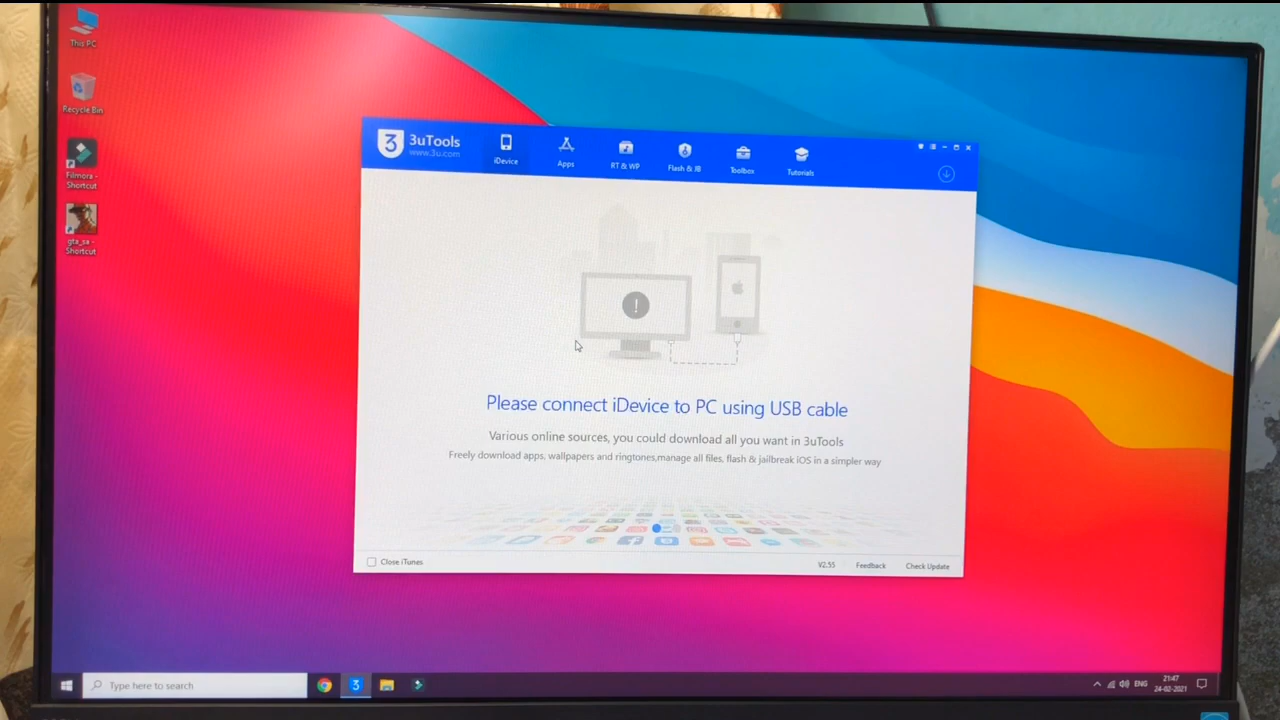 This PC
Recycle Bin
Filmora -
Shortcut
gta_sa -
Shortcut
3
3uTools
www.3u.com
iDevice
Apps
RT & WP
Flash & JB
Toolbox
Tutorials
Please connect iDevice to PC using USB cable
Various online sources, you could download all you want in 3uTools
Freely download apps, wallpapers and ringtones,manage all files, flash & jailbreak iOS in a simpler way
Close iTunes
V2.55
Feedback
Check Update
Type here to search
3
ENG
21:47
24-02-2021